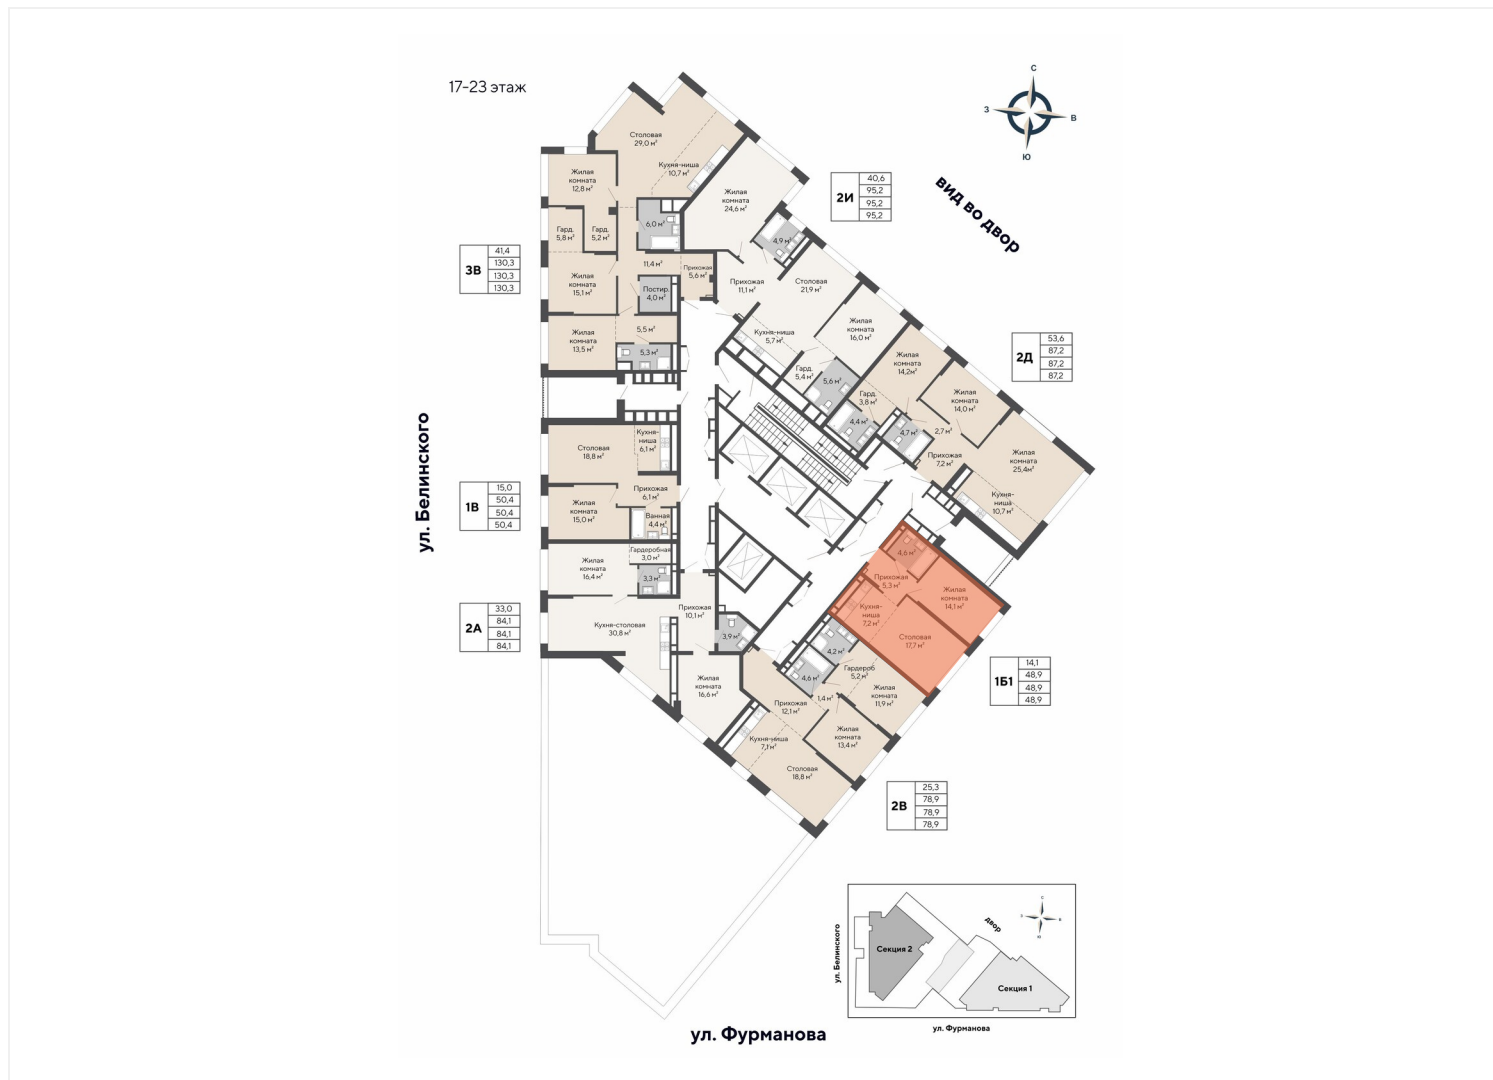 17-23 этаж
С
З
В
Ю
вид во двор
ул. Белинского
Столовая
29,0 м²
Кухня-ниша
10,7 м²
Жилая
комната
12,8 м²
Гард.
5,8 м²
Гард.
5,2 м²
6,0 м²
11,4 м²
Прихожая
5,6 м²
Жилая
комната
15,1 м²
Постир.
4,0 м²
Жилая
комната
13,5 м²
5,5 м²
5,3 м²
3В
41,4
130,3
130,3
130,3
Жилая
комната
24,6 м²
4,9 м²
Прихожая
11,1 м²
Столовая
21,9 м²
Кухня-ниша
5,7 м²
Жилая
комната
16,0 м²
Гард.
5,4 м²
5,6 м²
2И
40,6
95,2
95,2
95,2
Жилая
комната
14,2м²
Гард.
3,8 м²
4,4 м²
Жилая
комната
14,0 м²
4,7 м²
2,7 м²
Прихожая
7,2 м²
Жилая
комната
25,4м²
Кухня-
ниша
10,7 м²
2Д
53,6
87,2
87,2
87,2
Столовая
18,8 м²
Кухня-
ниша
6,1 м²
Прихожая
6,1 м²
Жилая
комната
15,0 м²
Ванная
4,4 м²
1В
15,0
50,4
50,4
50,4
Жилая
комната
16,4 м²
Гардеробная
3,0 м²
3,3 м²
Прихожая
10,1 м²
Кухня-столовая
30,8 м²
3,9 м²
Жилая
комната
16,6 м²
2А
33,0
84,1
84,1
84,1
4,6 м²
Прихожая
5,3 м²
Жилая
комната
14,1 м²
Кухня-
ниша
7,2 м²
Столовая
17,7 м²
1Б1
14,1
48,9
48,9
48,9
4,2 м²
Гардероб
5,2 м²
4,6 м²
1,4 м²
Жилая
комната
11,9 м²
Прихожая
12,1 м²
Жилая
комната
13,4 м²
Кухня-ниша
7,1 м²
Столовая
18,8 м²
2В
25,3
78,9
78,9
78,9
ул. Белинского
Секция 2
двор
Секция 1
ул. Фурманова
ул. Фурманова